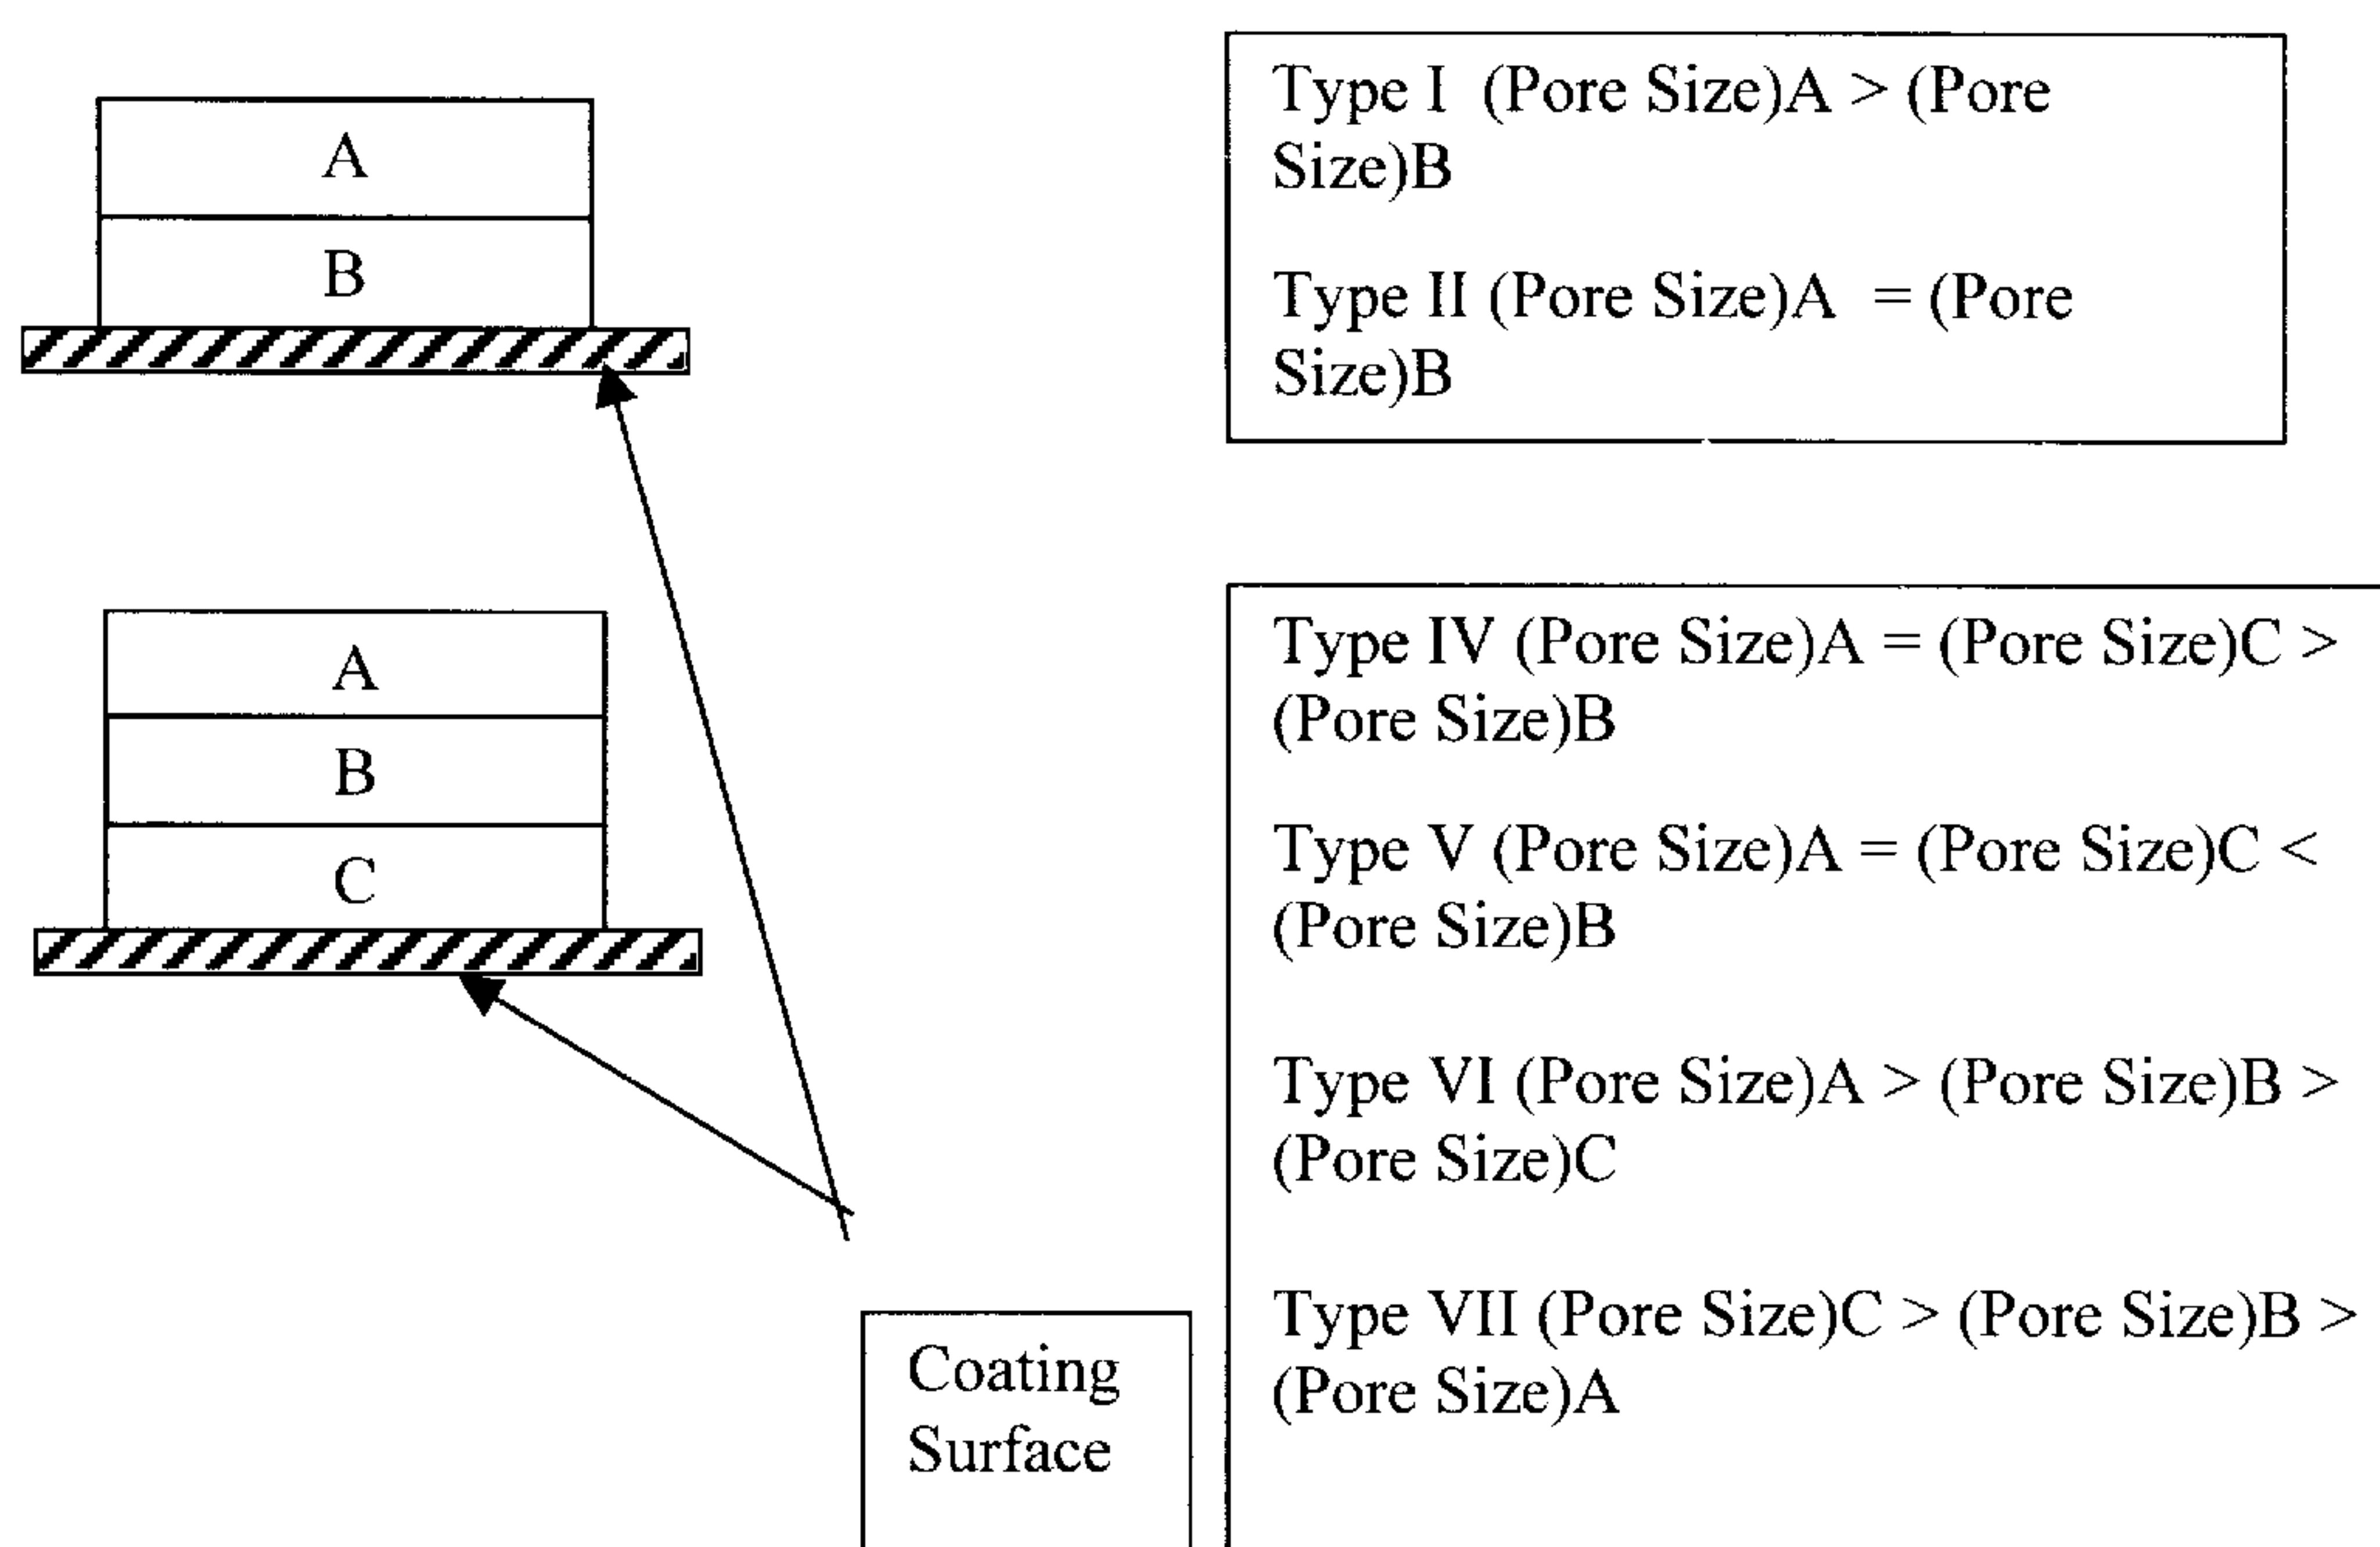 A
B
Type I (Pore Size)A > (Pore
Size)B
Type II (Pore Size)A = (Pore
Size)B
A
B
C
Type IV (Pore Size)A = (Pore Size)C >
(Pore Size)B
Type V (Pore Size)A = (Pore Size)C <
(Pore Size)B
Type VI (Pore Size)A > (Pore Size)B >
(Pore Size)C
Type VII (Pore Size)C > (Pore Size)B >
(Pore Size)A
Coating
Surface